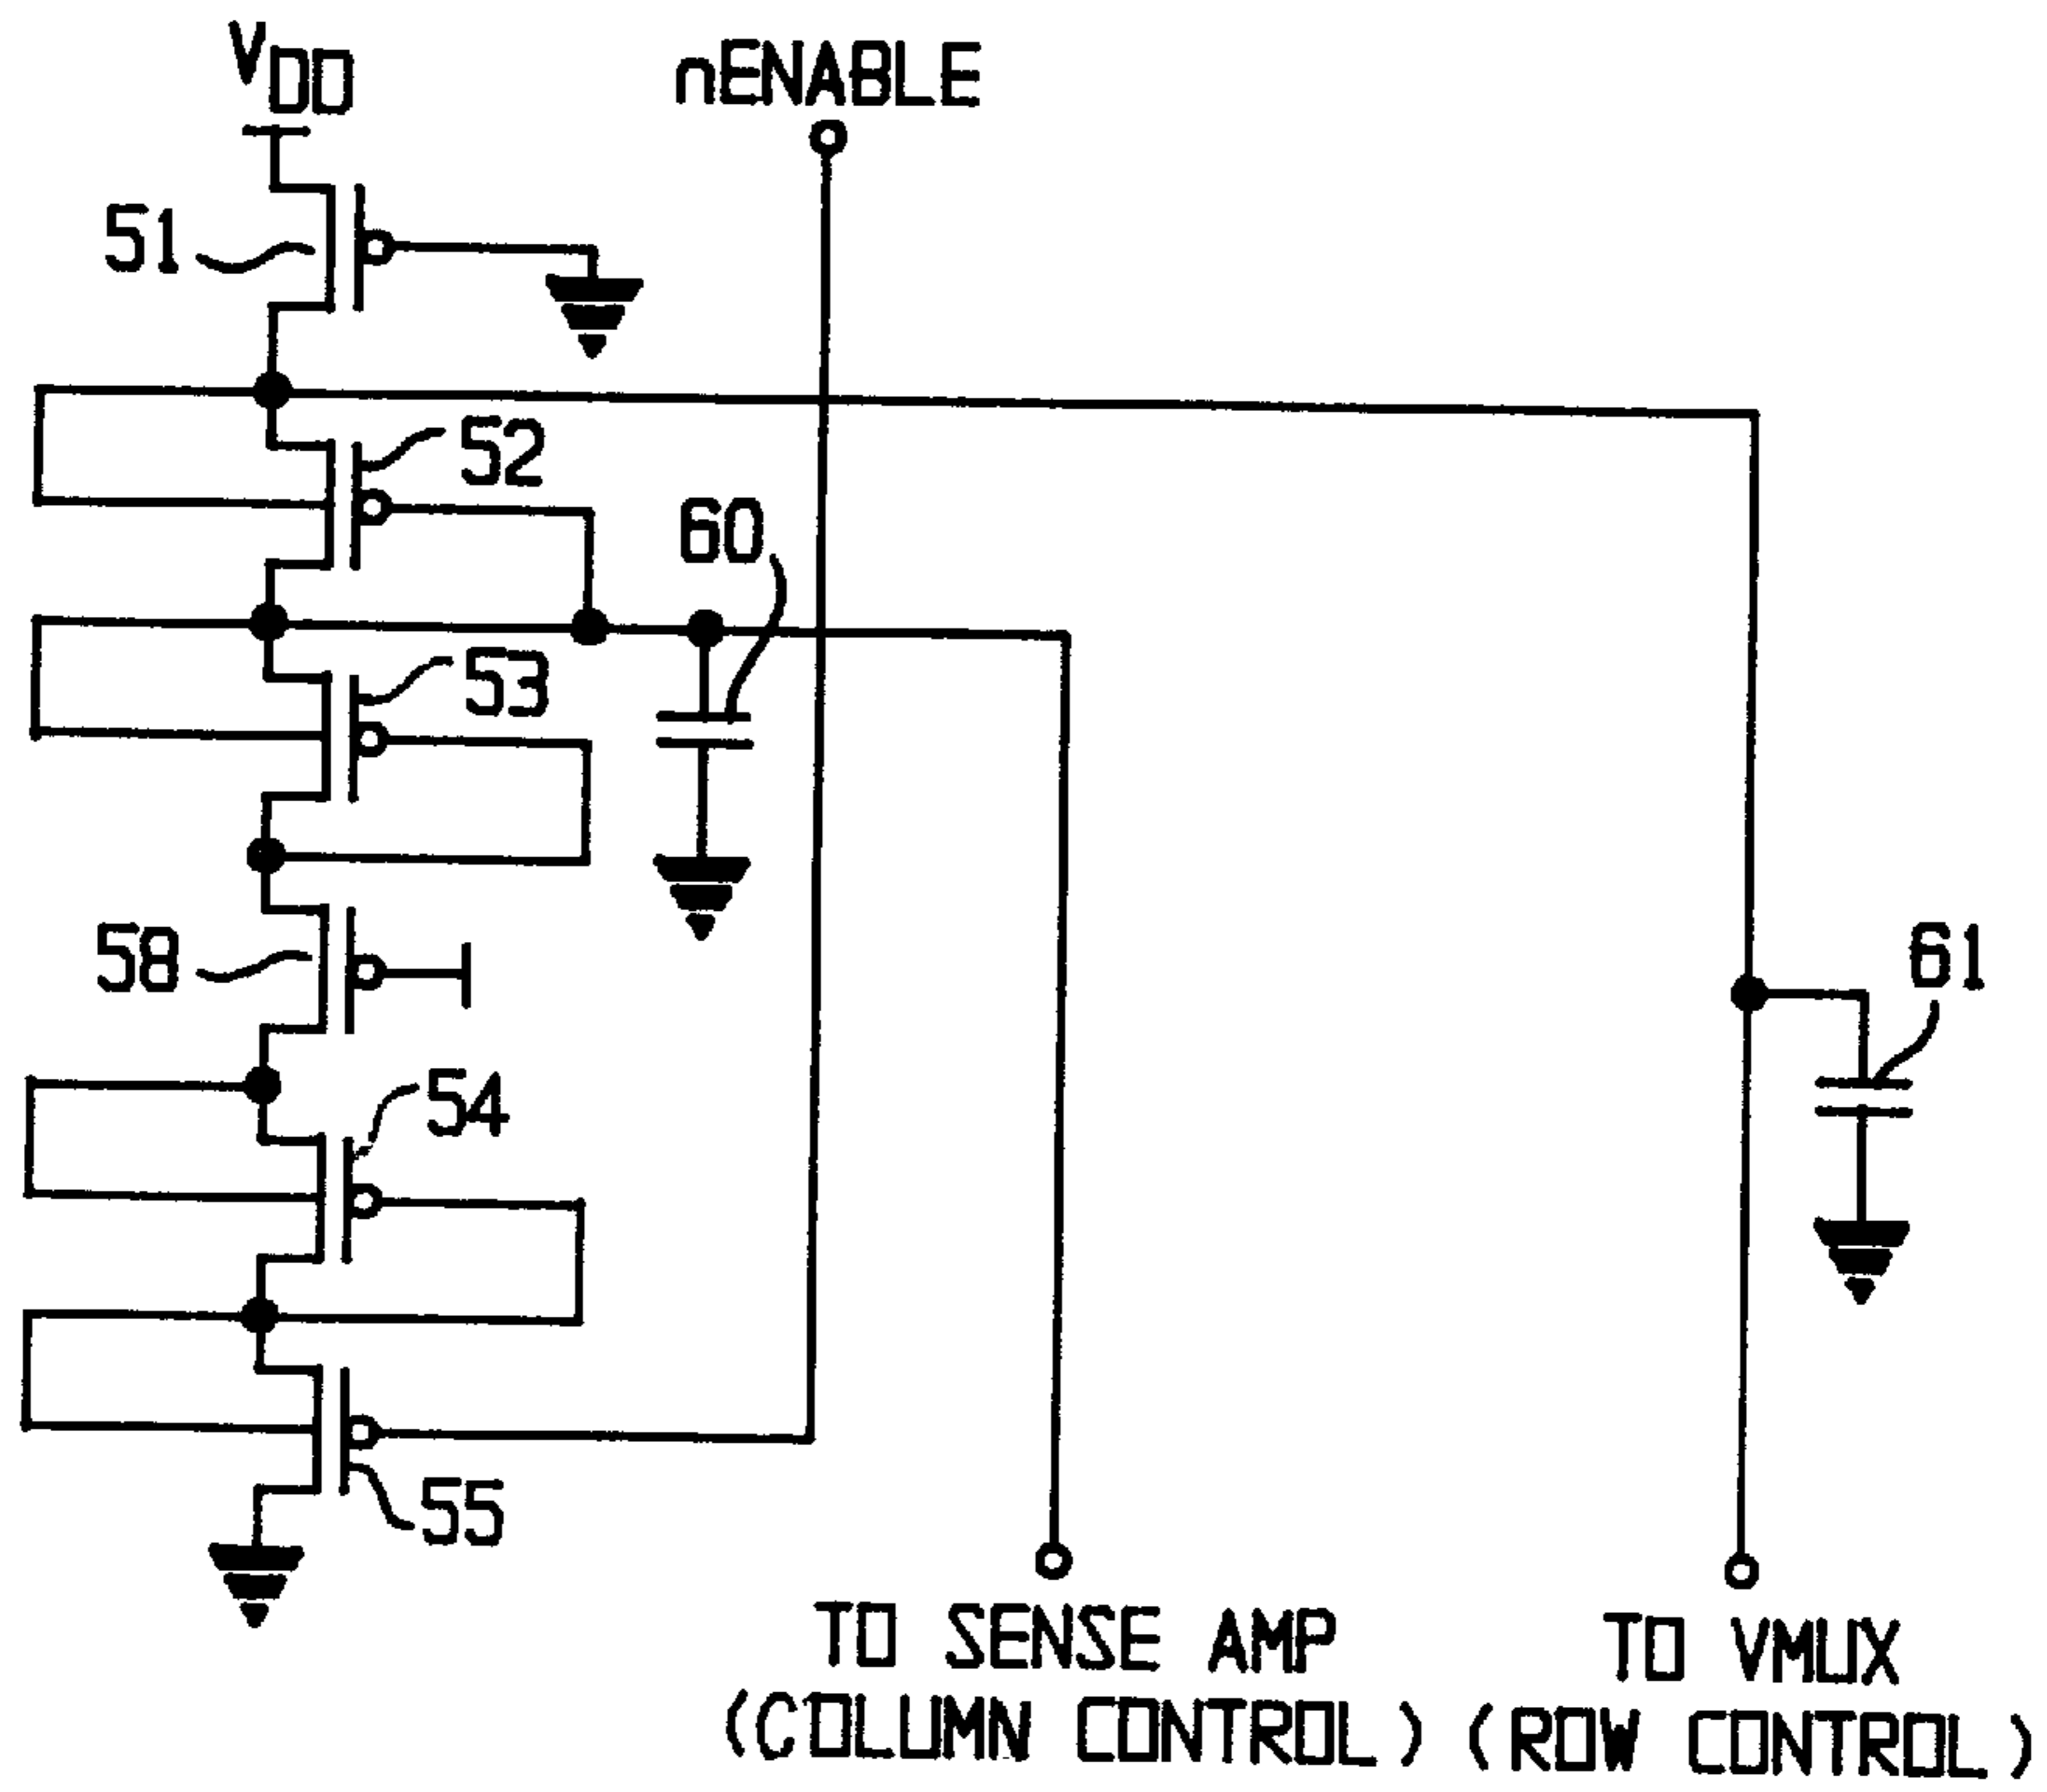 VDD
nENABLE
51
52
60
53
58
61
54
55
TO SENSE AMP
(COLUMN CONTROL)
TO VMUX
(ROW CONTROL)